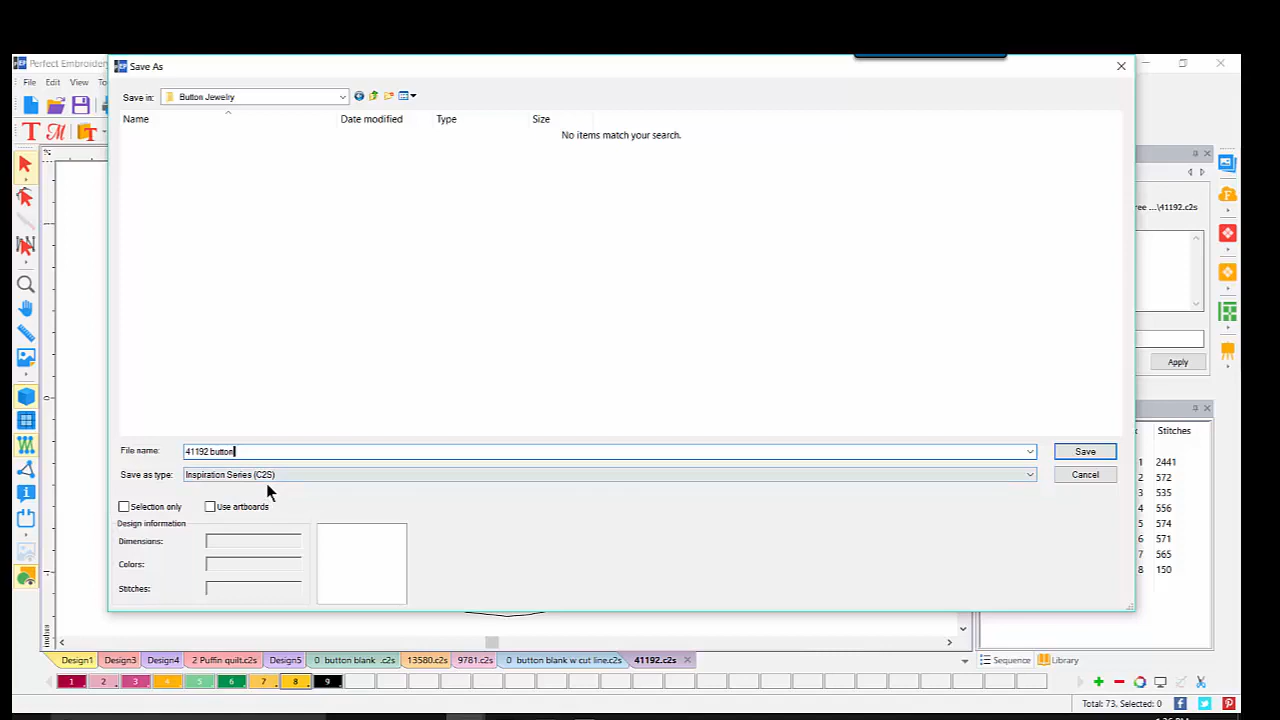 Perfect Embroidery
Save As
File Edit View To
Save in: Button Jewelry
Name Date modified Type Size
No items match your search.
ree ...\41192.c2s
Apply
File name: 41192 button Save
Save as type: Inspiration Series (C2S) Cancel
Selection only Use artboards
Design information
Dimensions:
Colors:
Stitches:
x Stitches
1 2441
2 572
3 535
4 556
5 574
6 571
7 565
8 150
inches
Design1 Design3 Design4 2 Puffin quilt.c2s Design5 0 button blank .c2s 13580.c2s 9781.c2s 0 button blank w cut line.c2s 41192.c2s Sequence Library
1 2 3 4 5 6 7 8 9
Total: 73, Selected: 0